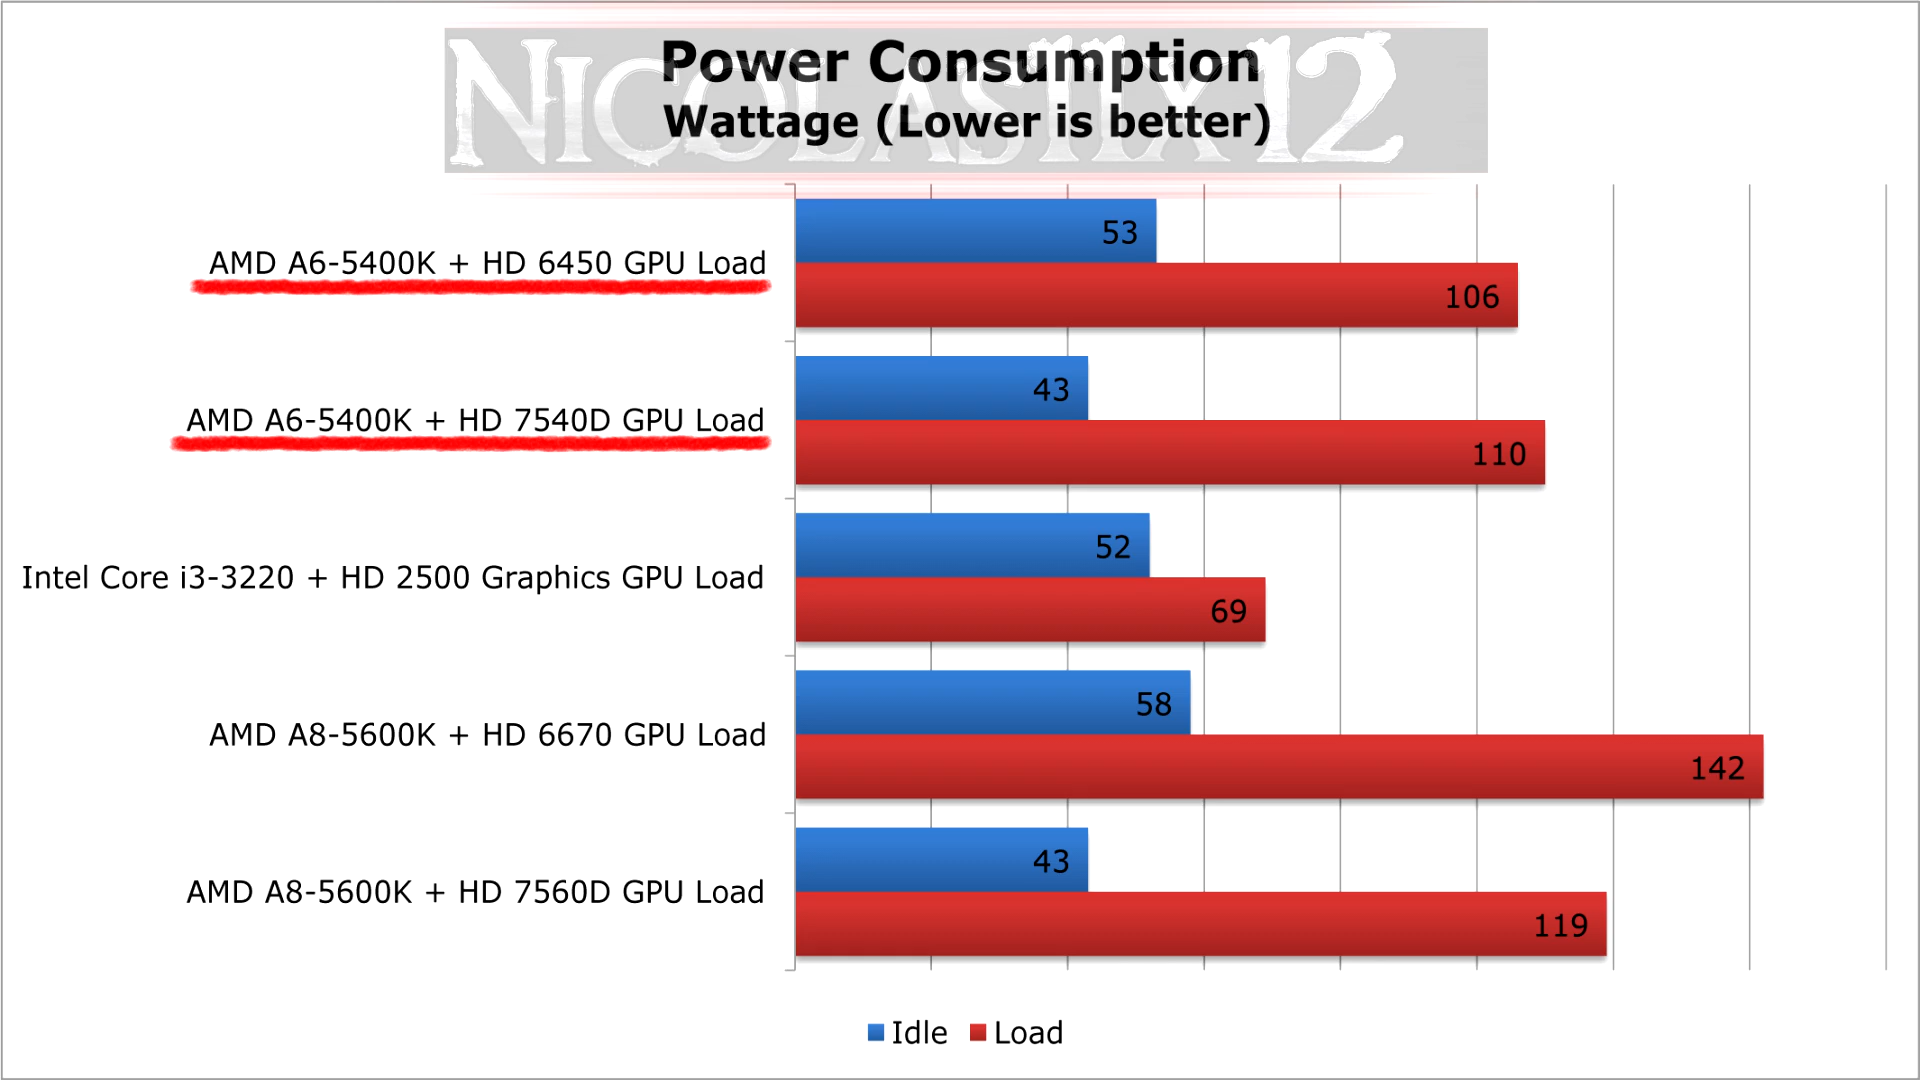 NICOLAS11X12
Power Consumption
Wattage (Lower is better)
AMD A6-5400K + HD 6450 GPU Load
53
106
AMD A6-5400K + HD 7540D GPU Load
43
110
Intel Core i3-3220 + HD 2500 Graphics GPU Load
52
69
AMD A8-5600K + HD 6670 GPU Load
58
142
AMD A8-5600K + HD 7560D GPU Load
43
119
Idle Load